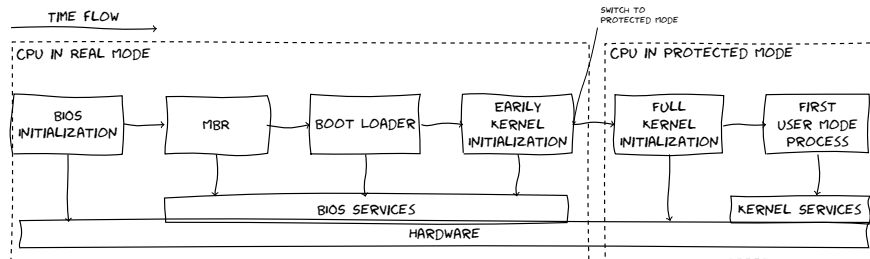 TIME FLOW
SWITCH TO
PROTECTED MODE
CPU IN REAL MODE
CPU IN PROTECTED MODE
BIOS
INITIALIZATION
MBR
BOOT LOADER
EARILY
KERNEL
INITIALIZATION
FULL
KERNEL
INITIALIZATION
FIRST
USER MODE
PROCESS
BIOS SERVICES
KERNEL SERVICES
HARDWARE